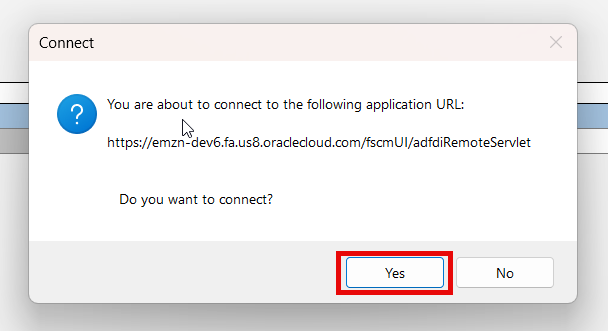 Connect
You are about to connect to the following application URL:
https://emzn-dev6.fa.us8.oraclecloud.com/fscmUI/adfdiRemoteServlet
Do you want to connect?
Yes
No